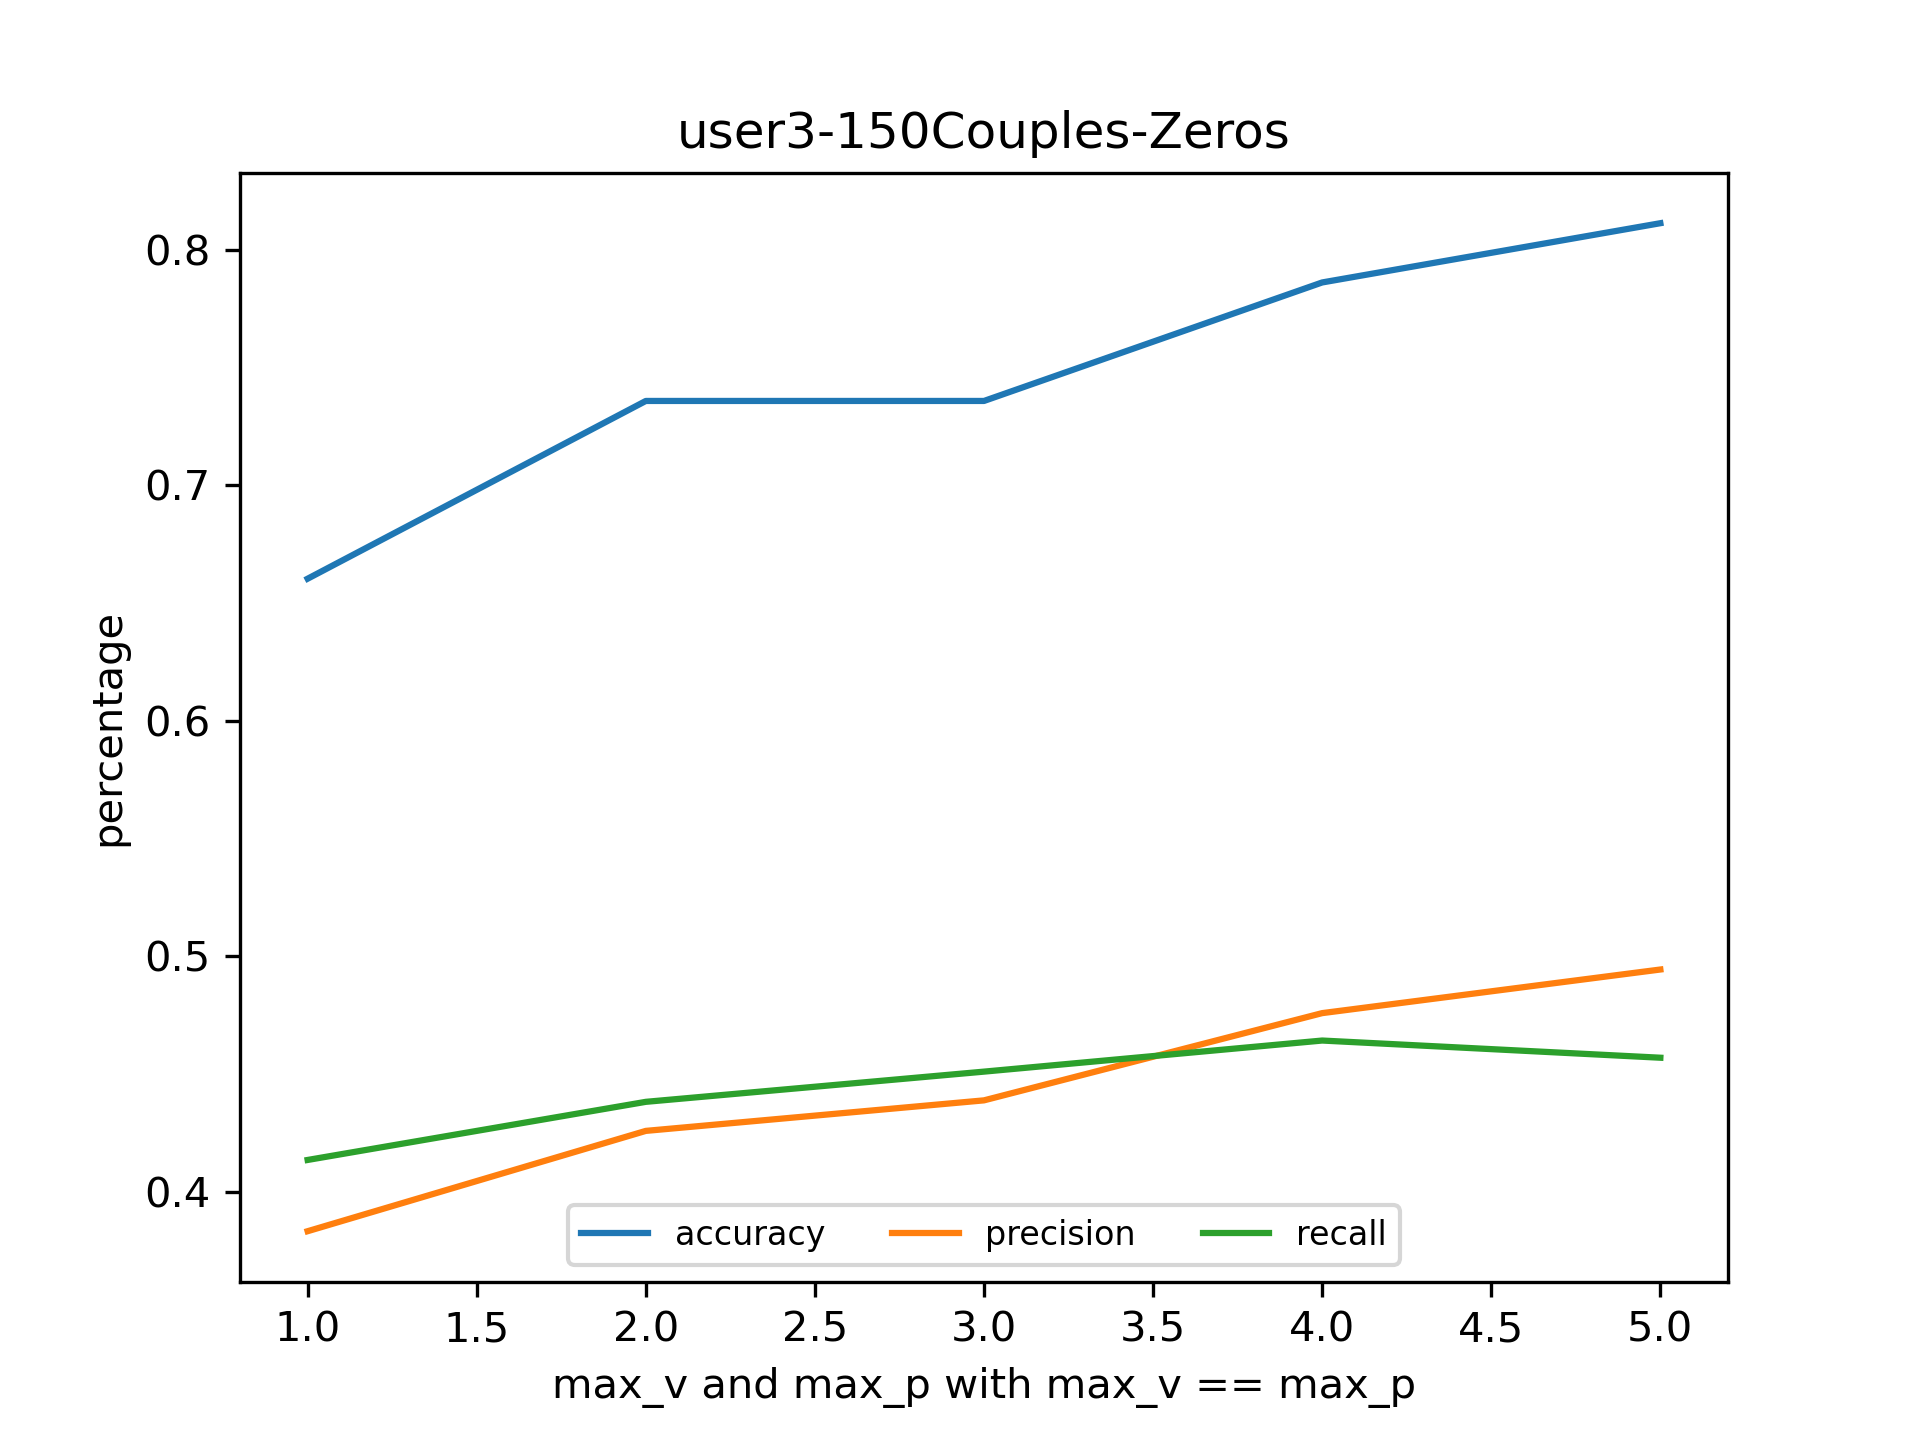 user3-150Couples-Zeros
0.8
0.7
0.6
0.5
0.4
percentage
accuracy precision recall
1.0 1.5 2.0 2.5 3.0 3.5 4.0 4.5 5.0
max_v and max_p with max_v == max_p